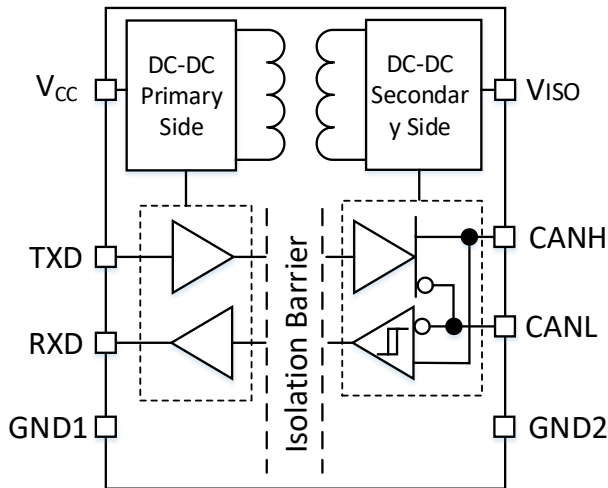 DC-DC
Primary
Side
DC-DC
Secondar
y Side
VCC
VISO
TXD
CANH
RXD
CANL
GND1
GND2
Isolation Barrier